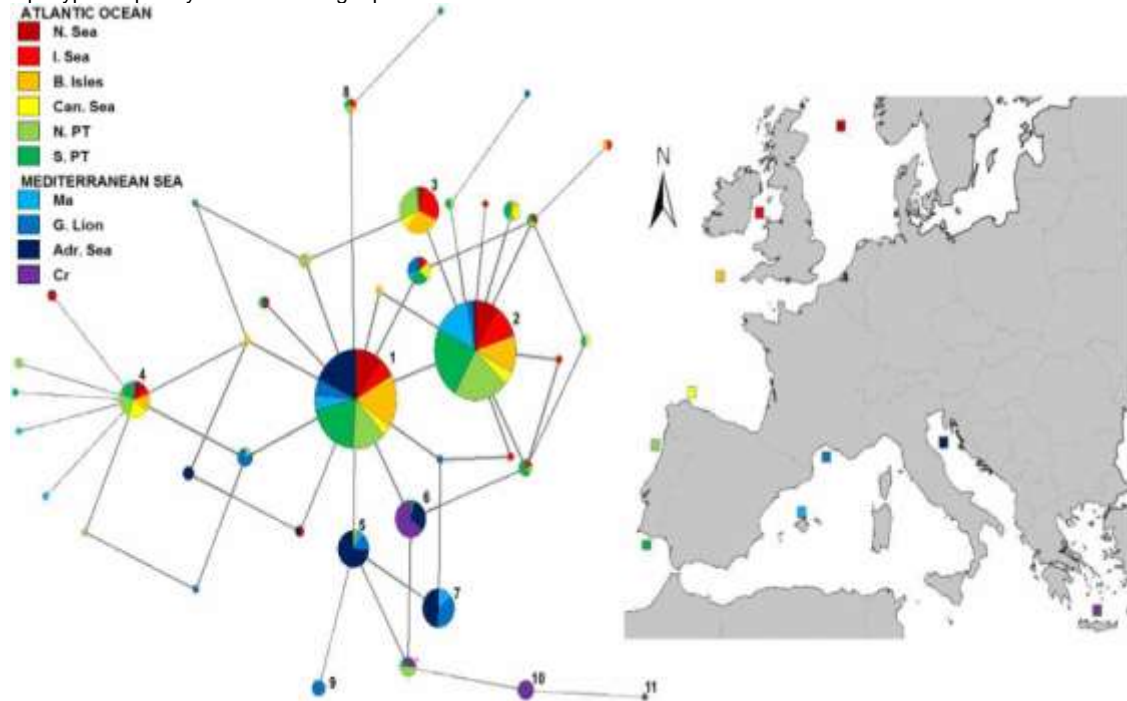 ATLANTIC OCEAN
N. Sea
I. Sea
B. Isles
Can. Sea
N. PT
S. PT
MEDITERRANEAN SEA
Ma
G. Lion
Adr. Sea
Cr
8
3
2
1
4
6
5
7
9
10
11
N